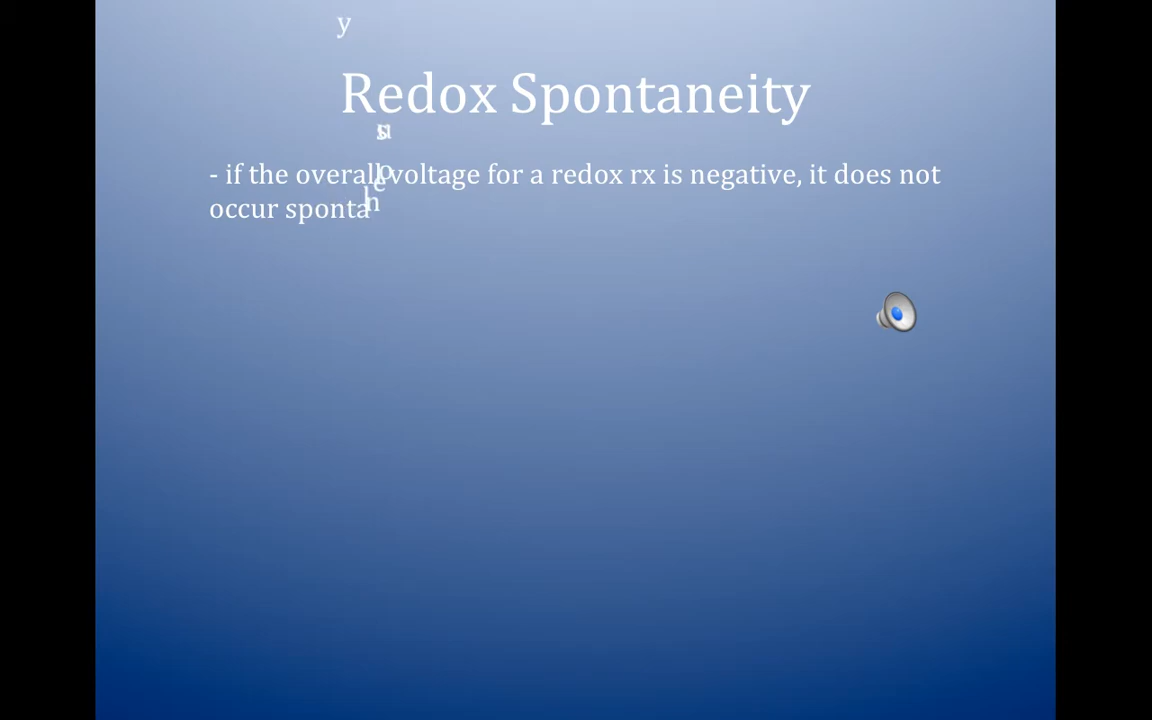 y
Redox Spontaneity
- if the overall voltage for a redox rx is negative, it does not
occur sponta